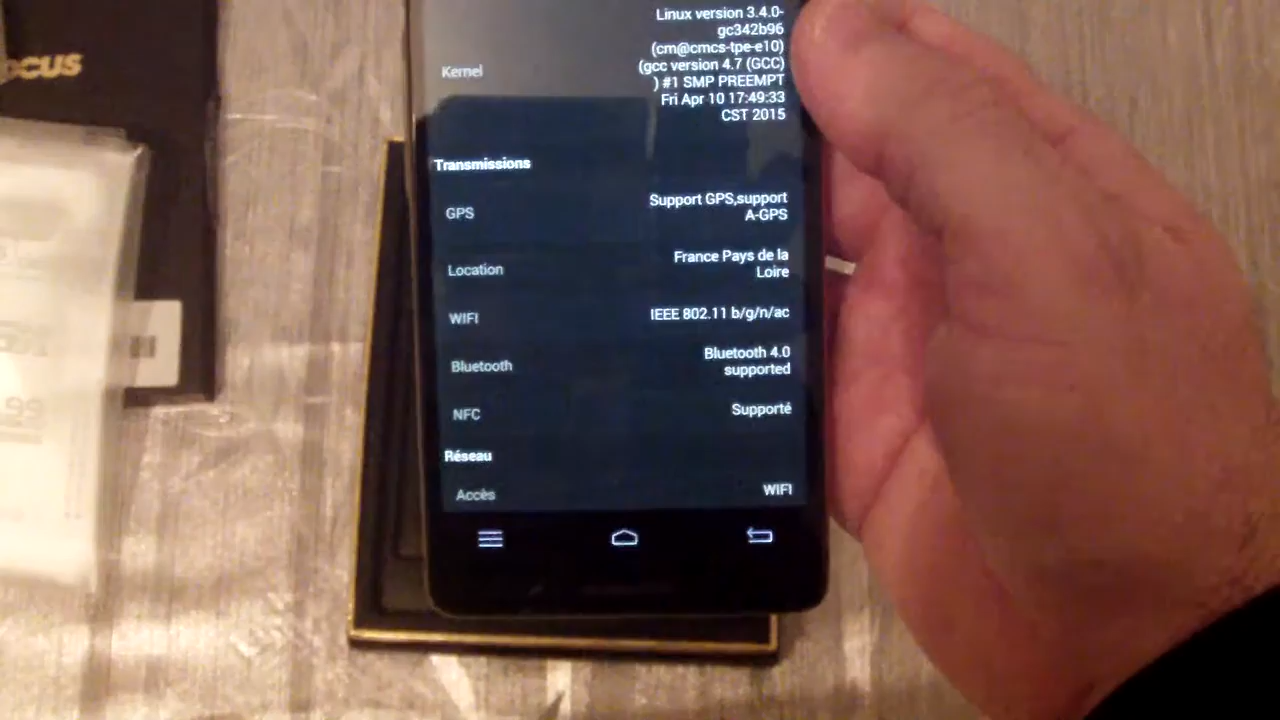 Linux version 3.4.0-
gc342b96
(cm@cmcs-tpe-e10)
(gcc version 4.7 (GCC)
) #1 SMP PREEMPT
Fri Apr 10 17:49:33
CST 2015
Kernel
Transmissions
GPS
Support GPS,support
A-GPS
Location
France Pays de la
Loire
WIFI
IEEE 802.11 b/g/n/ac
Bluetooth
Bluetooth 4.0
supported
NFC
Supporté
Réseau
Accès
WIFI